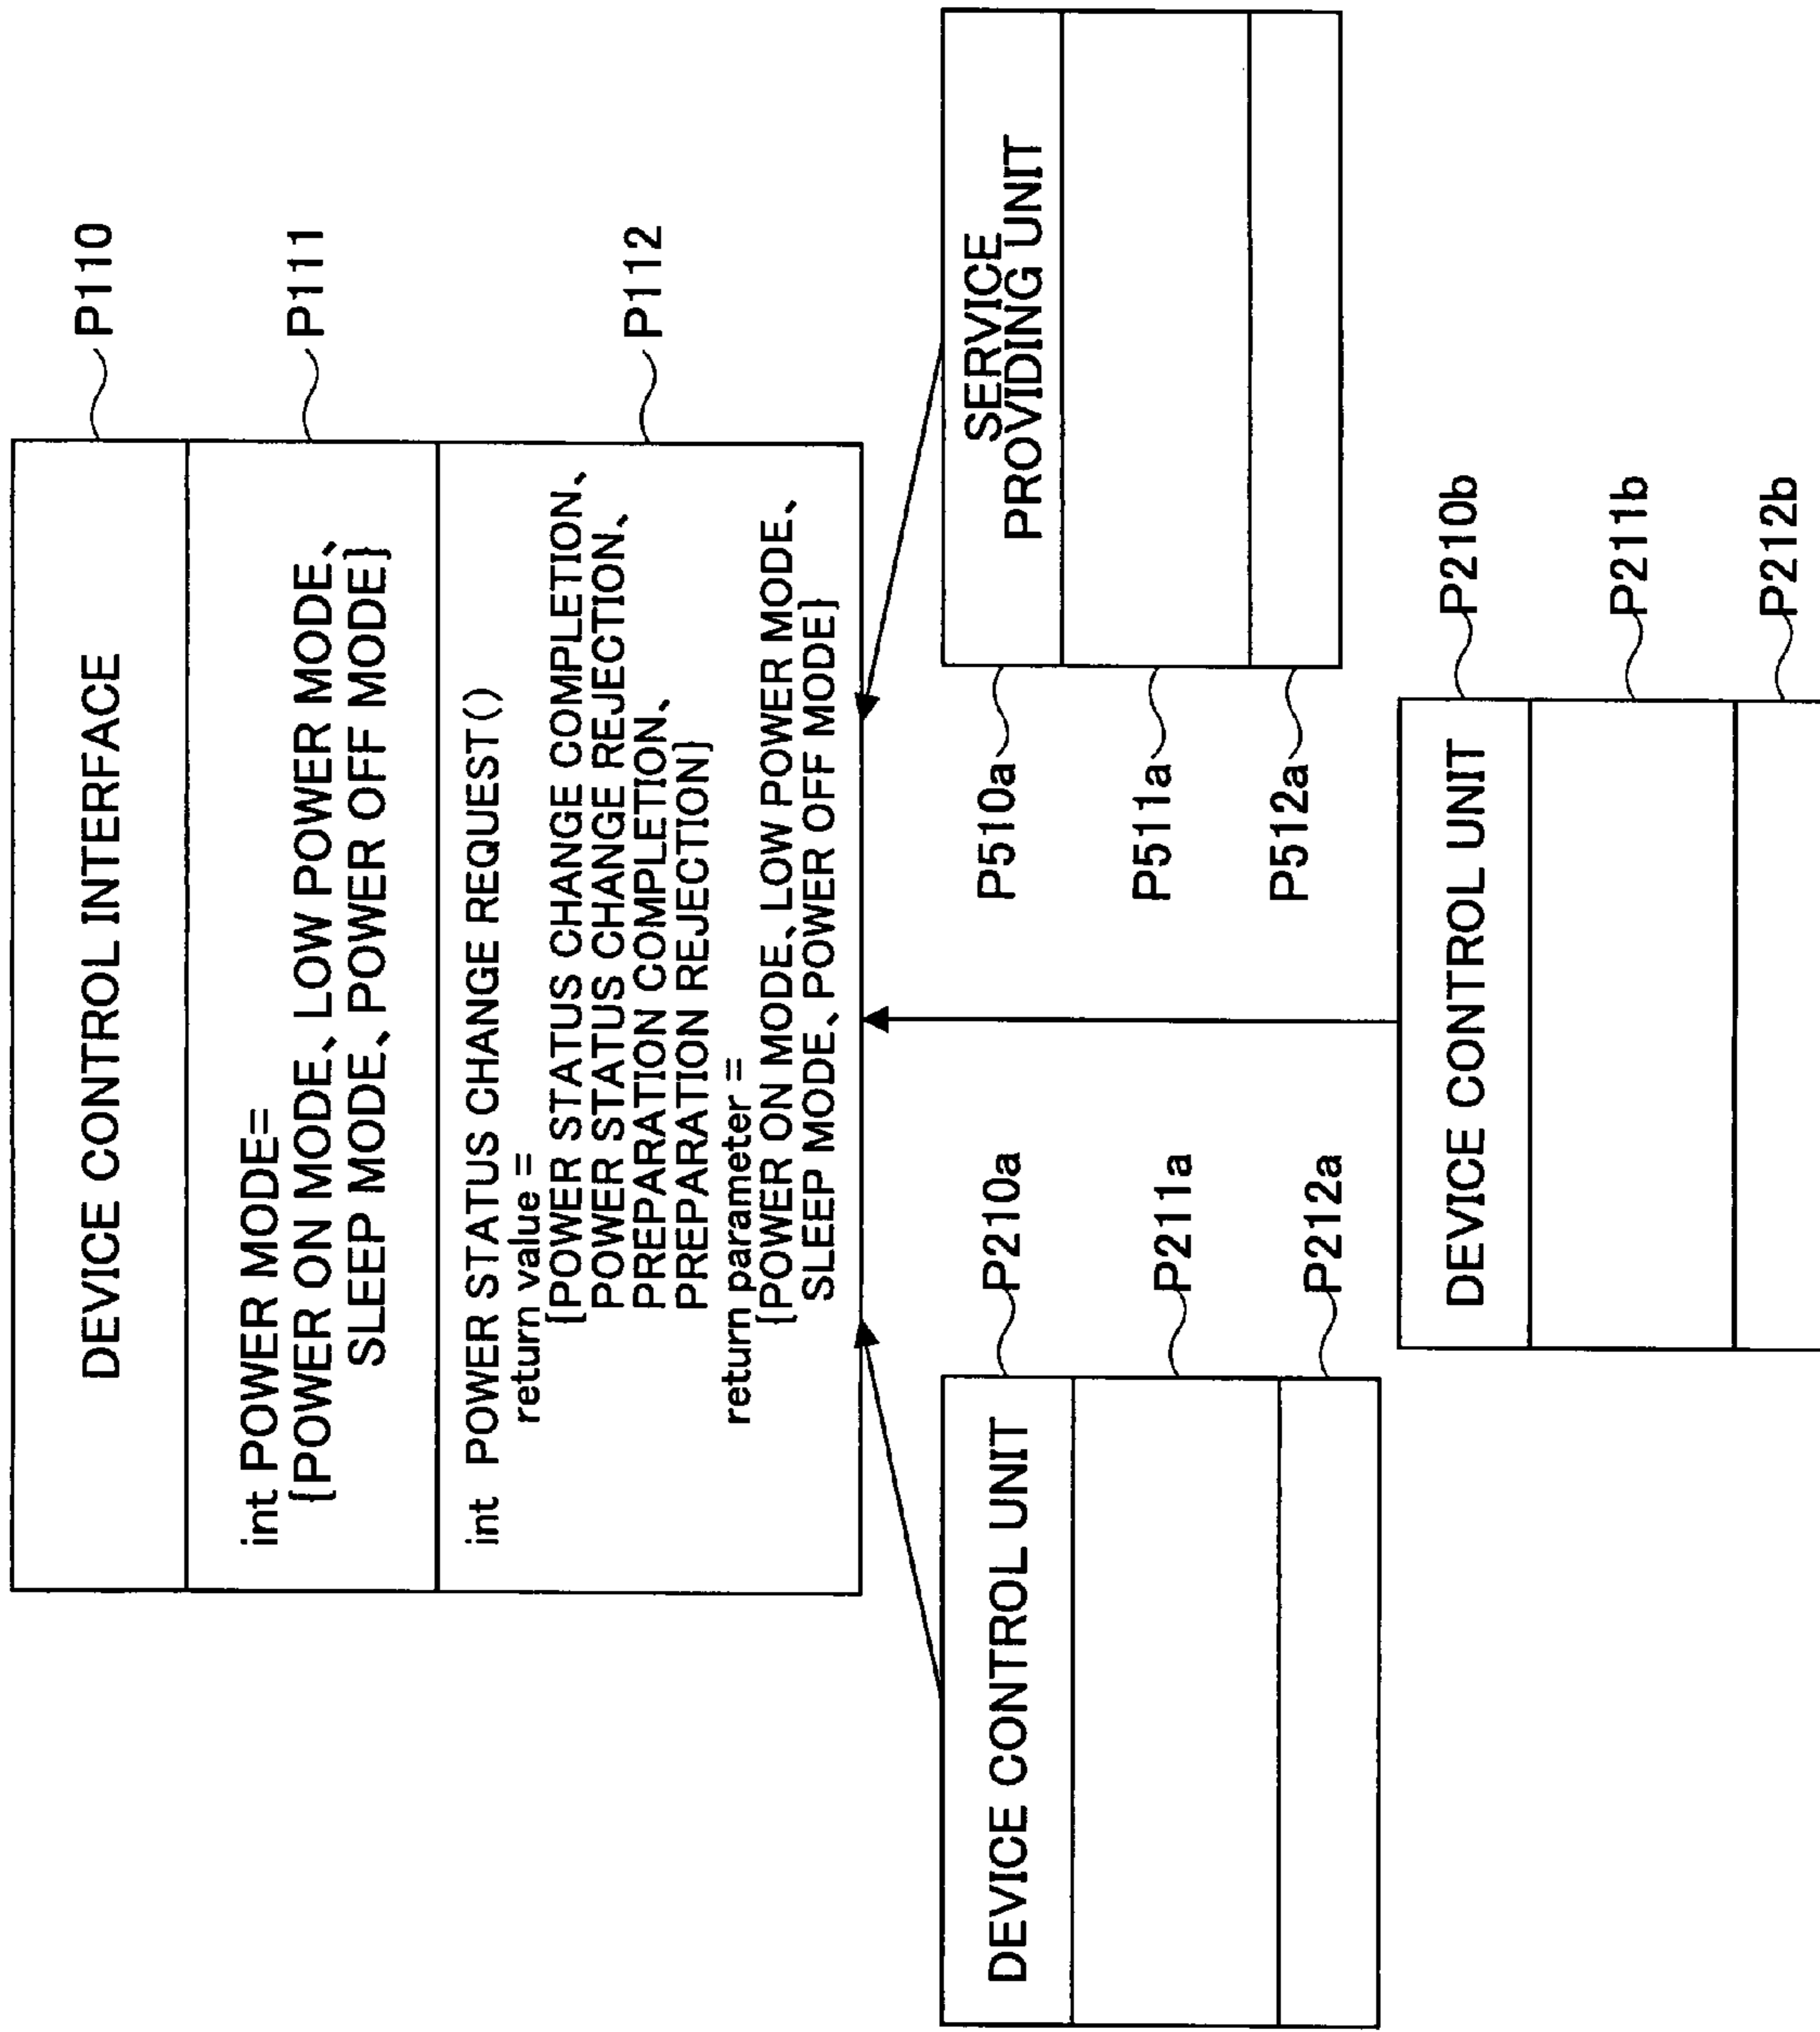 DEVICE CONTROL INTERFACE
P110
int POWER MODE=
{POWER ON MODE、LOW POWER MODE、
SLEEP MODE、POWER OFF MODE}
P111
int POWER STATUS CHANGE REQUEST()
return value =
{POWER STATUS CHANGE COMPLETION、
POWER STATUS CHANGE REJECTION、
PREPARATION COMPLETION、
PREPARATION REJECTION}
return parameter =
{POWER ON MODE、LOW POWER MODE、
SLEEP MODE、POWER OFF MODE}
P112
DEVICE CONTROL UNIT
P210a
P211a
P212a
SERVICE
PROVIDING UNIT
P510a
P511a
P512a
DEVICE CONTROL UNIT
P210b
P211b
P212b